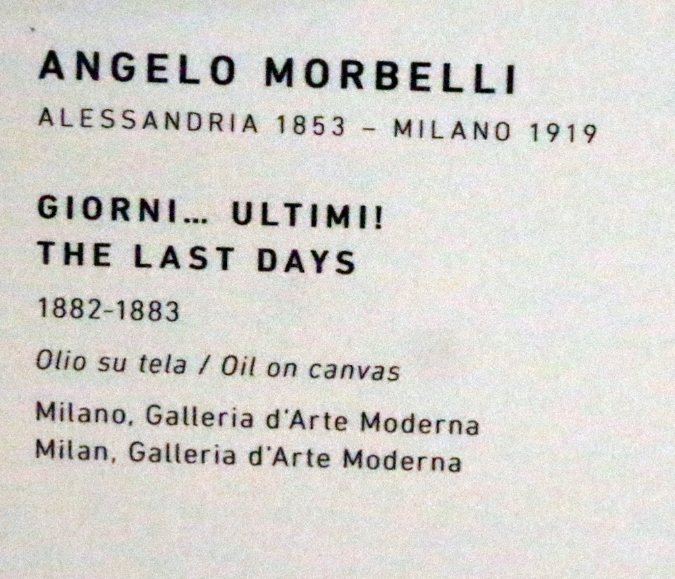 ANGELO MORBELLI
ALESSANDRIA 1853 – MILANO 1919
GIORNI... ULTIMI!
THE LAST DAYS
1882-1883
Olio su tela / Oil on canvas
Milano, Galleria d'Arte Moderna
Milan, Galleria d'Arte Moderna